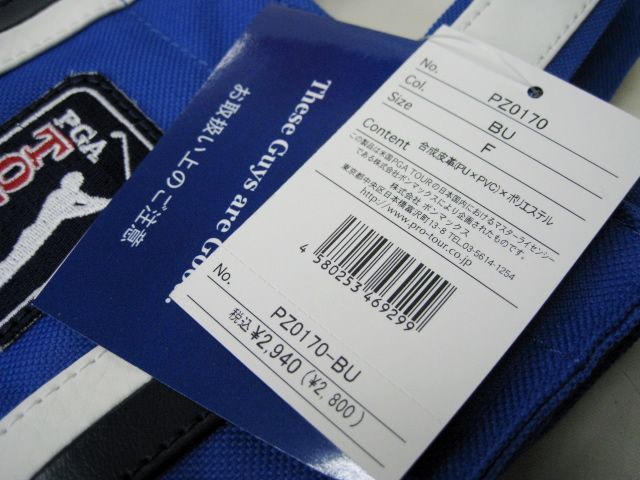 PGA
TO
These Guys are Good.
お取扱い上のご注意
No. PZ0170
Col. BU
Size F
Content 合成皮革(PU×PVC)×ポリエステル
この製品は米国PGA TOURの日本国内におけるマスターライセンシー
である株式会社ボンマックスにより企画されたものです。
株式会社 ボンマックス
東京都中央区日本橋富沢町13-8 TEL.03-5614-1254
http://www.pro-tour.co.jp
4 580253 469299
No. PZ0170-BU
税込 ¥2,940 (¥2,800)